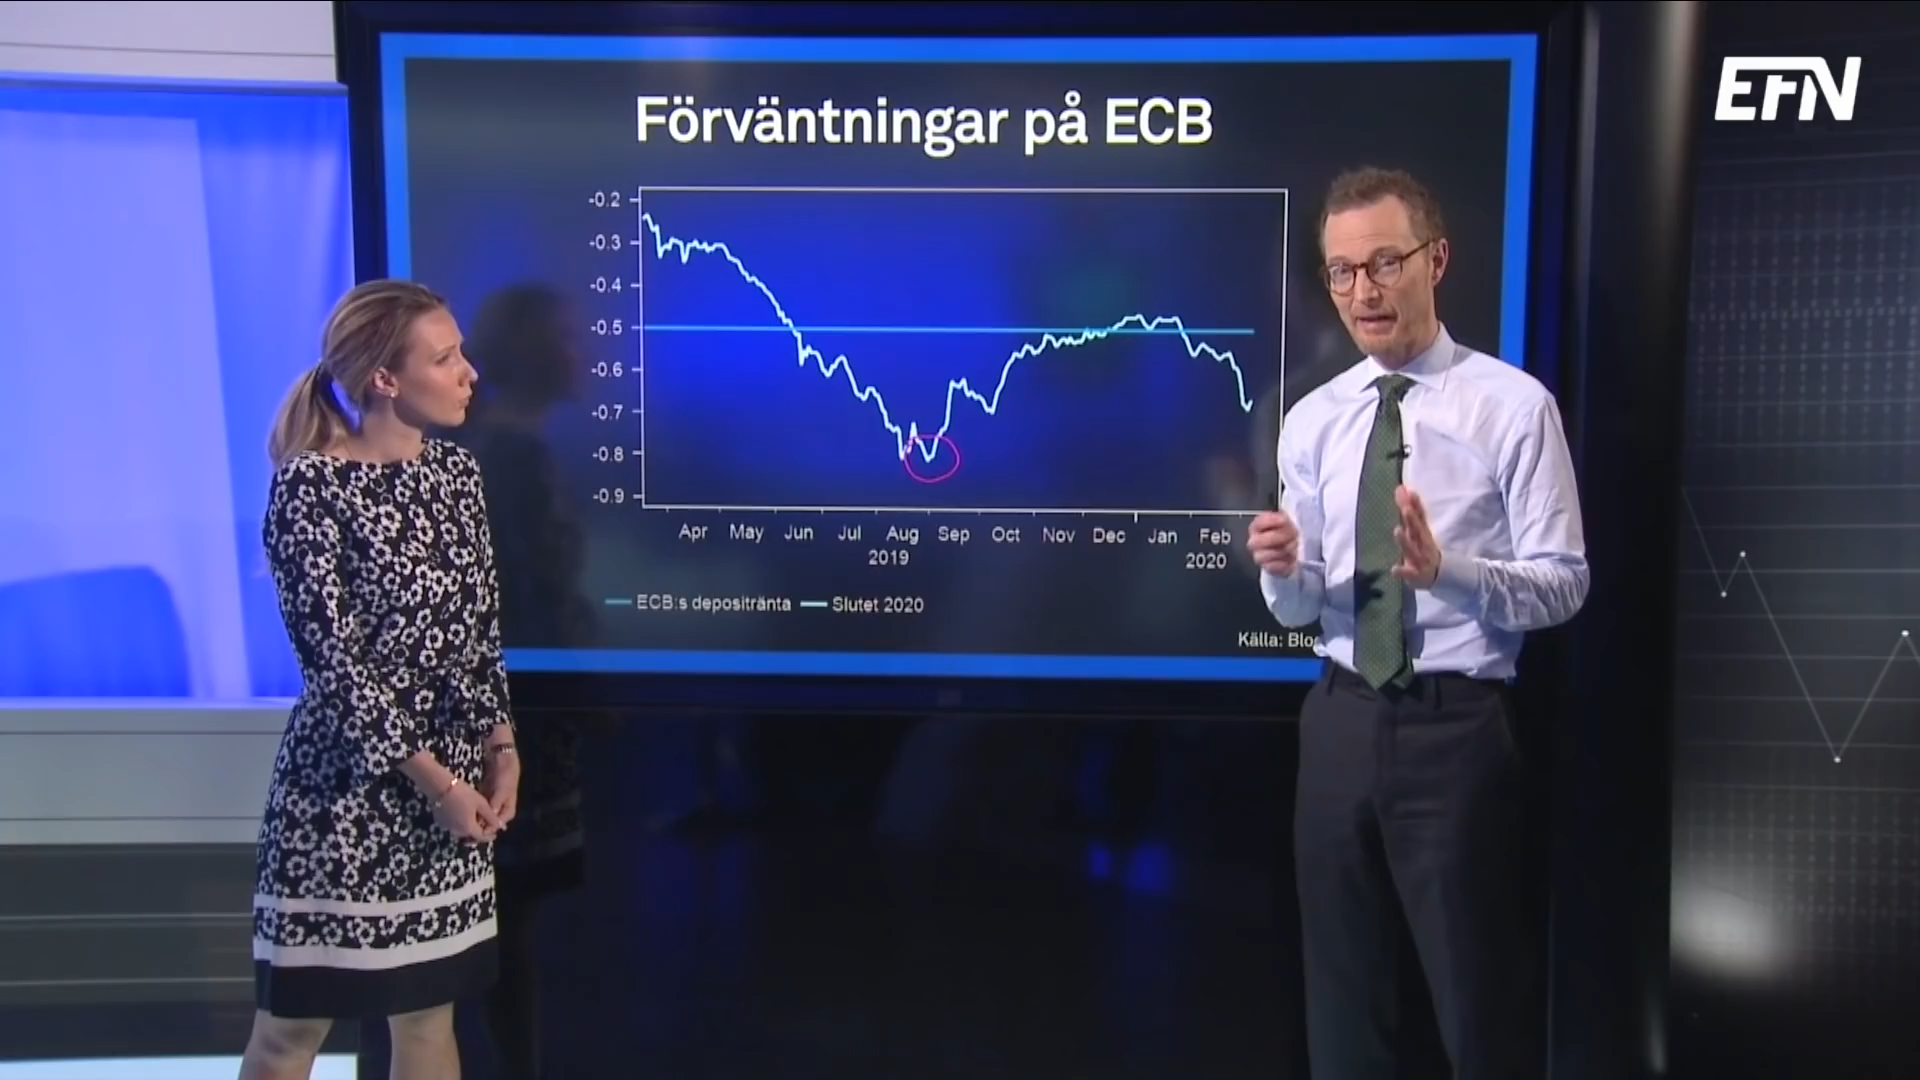 EFN
Förväntningar på ECB
-0.2
-0.3
-0.4
-0.5
-0.6
-0.7
-0.8
-0.9
Apr May Jun Jul Aug Sep Oct Nov Dec Jan Feb
2019 2020
ECB:s depositränta Slutet 2020
Källa: